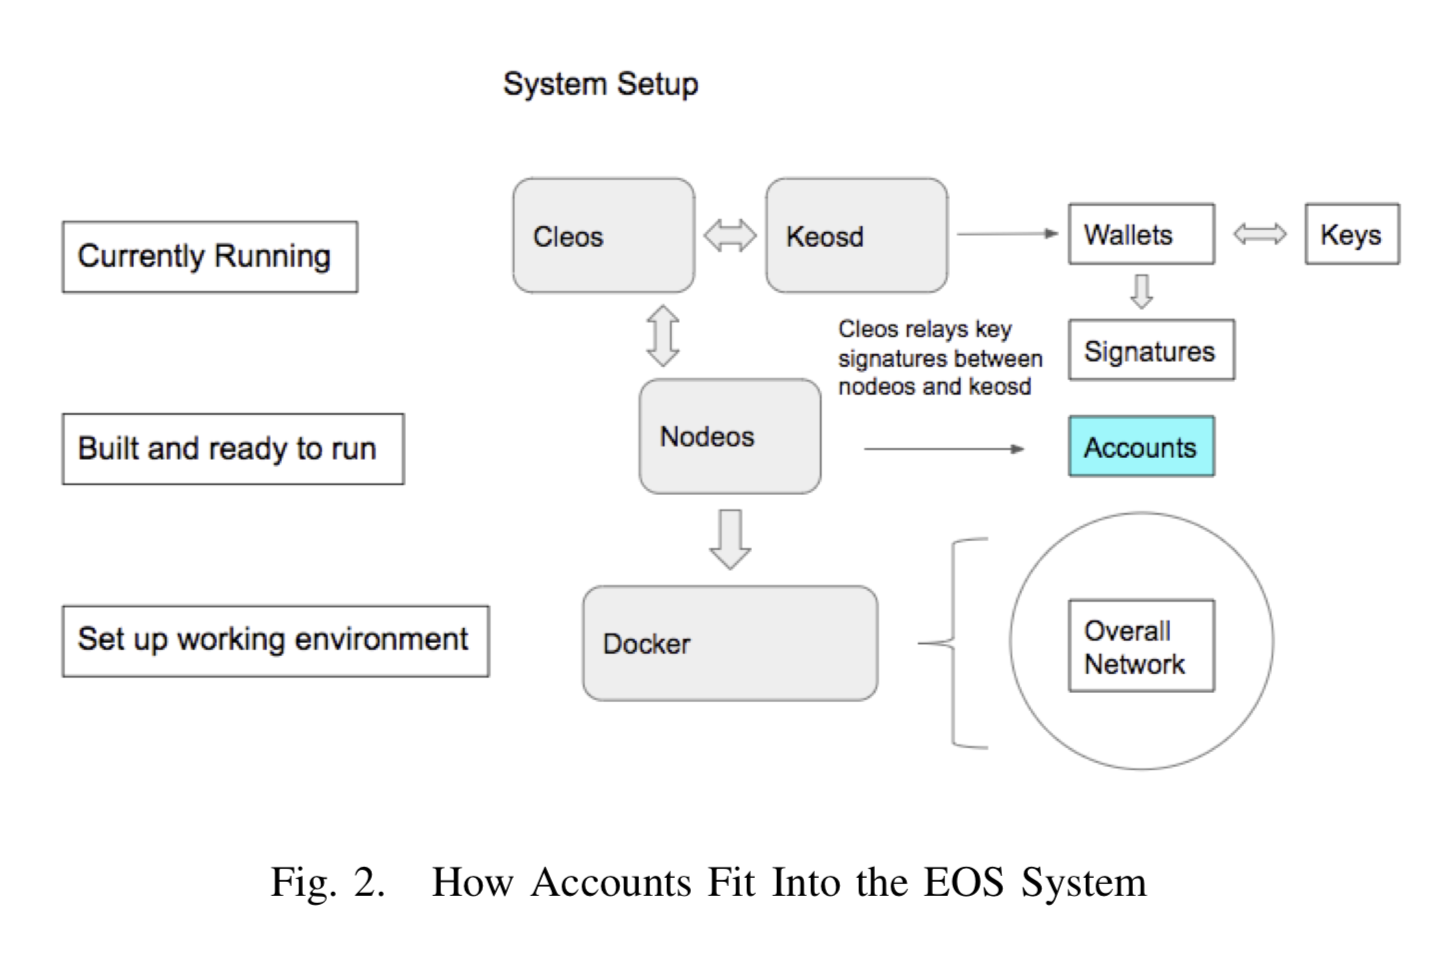 System Setup
Currently Running
Cleos
Keosd
Wallets
Keys
Cleos relays key
signatures between
nodeos and keosd
Signatures
Built and ready to run
Nodeos
Accounts
Set up working environment
Docker
Overall
Network
Fig. 2. How Accounts Fit Into the EOS System